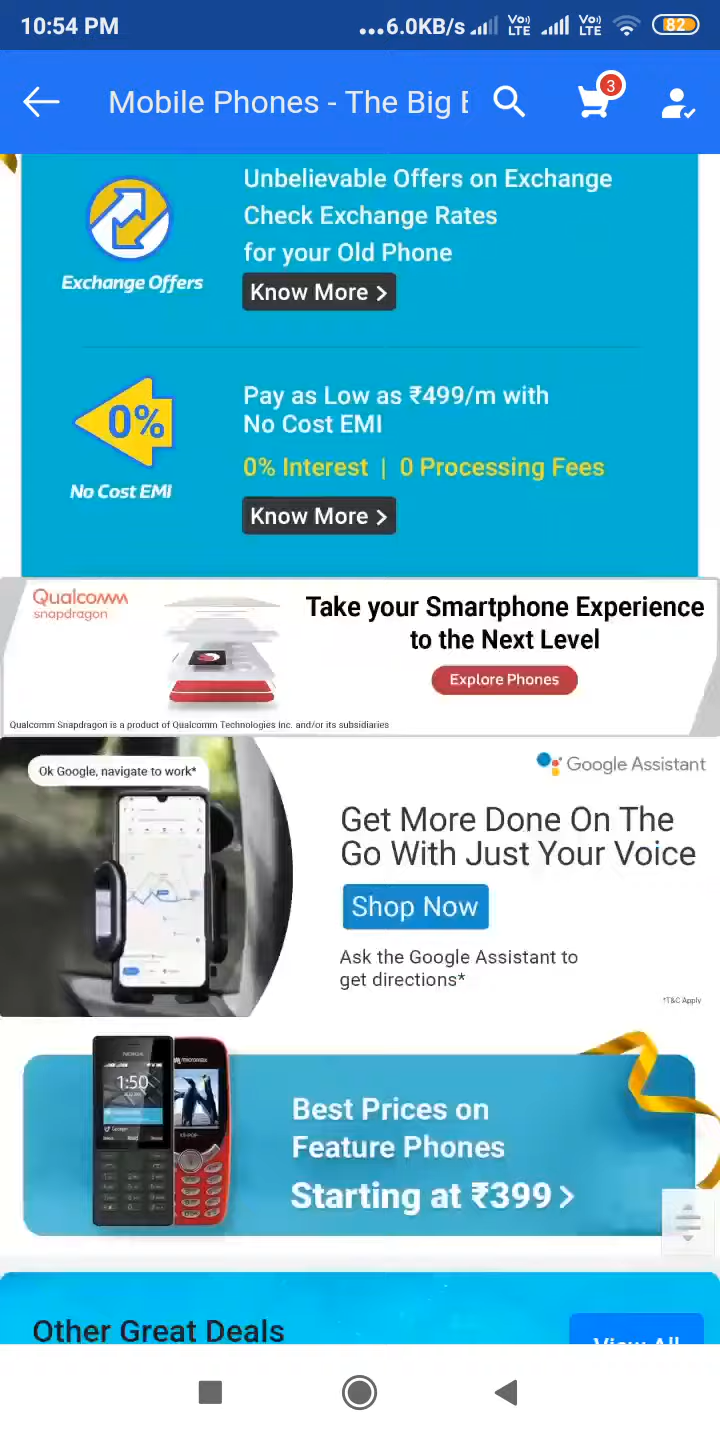 10:54 PM
...6.0KB/s Vo) LTE Vo) LTE 82
Mobile Phones - The Big
3
Unbelievable Offers on Exchange
Check Exchange Rates
for your Old Phone
Exchange Offers
Know More >
0%
Pay as Low as ₹499/m with
No Cost EMI
0% Interest | 0 Processing Fees
No Cost EMI
Know More >
Qualcomm
snapdragon
Take your Smartphone Experience
to the Next Level
Explore Phones
Qualcomm Snapdragon is a product of Qualcomm Technologies Inc. and/or its subsidiaries
Ok Google, navigate to work*
Google Assistant
Get More Done On The
Go With Just Your Voice
Shop Now
Ask the Google Assistant to
get directions*
*T&C Apply
NOKIA
micromax
1:50
Best Prices on
Feature Phones
Starting at ₹399 >
Other Great Deals
View All